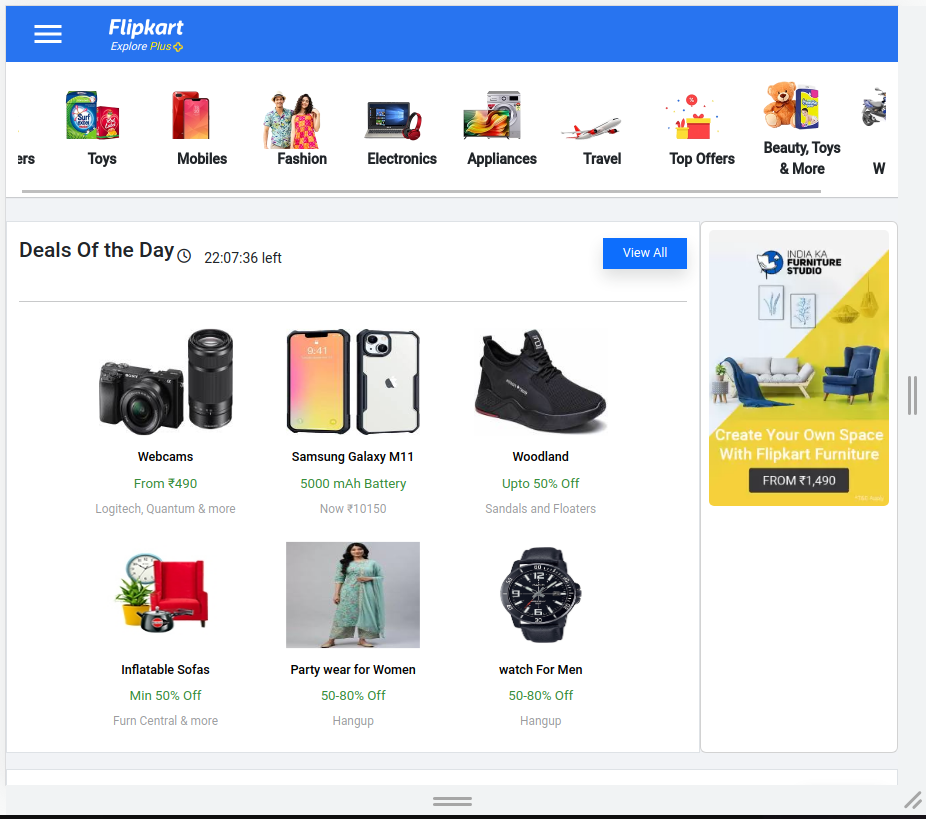 Flipkart
Explore Plus
ers
Toys
Mobiles
Fashion
Electronics
Appliances
Travel
Top Offers
Beauty, Toys
& More
W
Deals Of the Day
22:07:36 left
View All
INDIA KA
FURNITURE
STUDIO
Create Your Own Space
With Flipkart Furniture
FROM ₹1,490
9:41
SONY
Webcams
From ₹490
Logitech, Quantum & more
Samsung Galaxy M11
5000 mAh Battery
Now ₹10150
Woodland
Upto 50% Off
Sandals and Floaters
Inflatable Sofas
Min 50% Off
Furn Central & more
Party wear for Women
50-80% Off
Hangup
watch For Men
50-80% Off
Hangup